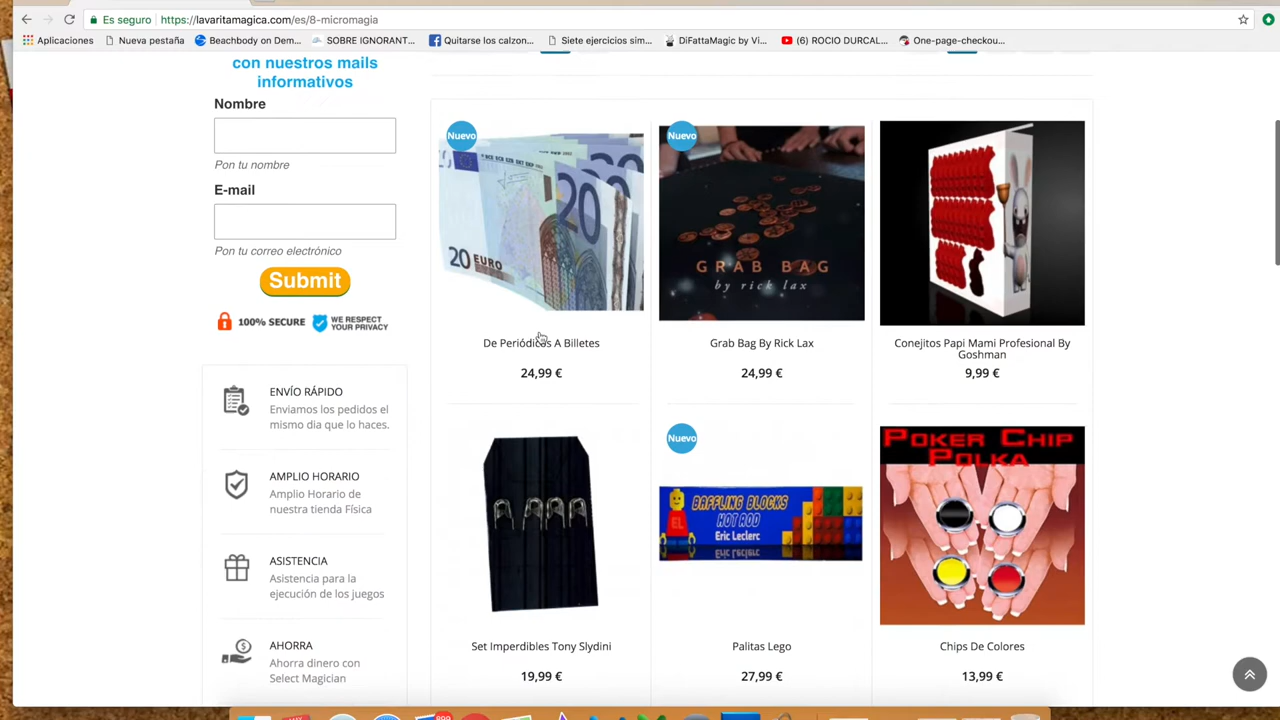 Es seguro
https://lavaritamagica.com/es/8-micromagia
Aplicaciones
Nueva pestaña
Beachbody on Dem...
SOBRE IGNORANT...
Quitarse los calzon...
Siete ejercicios sim...
DiFattaMagic by Vi...
(6) ROCIO DURCAL...
One-page-checkou...
con nuestros mails
informativos
Nombre
Pon tu nombre
E-mail
Pon tu correo electrónico
Submit
100% SECURE
WE RESPECT
YOUR PRIVACY
ENVÍO RÁPIDO
Enviamos los pedidos el
mismo dia que lo haces.
AMPLIO HORARIO
Amplio Horario de
nuestra tienda Física
ASISTENCIA
Asistencia para la
ejecución de los juegos
AHORRA
Ahorra dinero con
Select Magician
Nuevo
20 EURO
20
De Periódicos A Billetes
24,99 €
Nuevo
GRAB BAG
by rick lax
Grab Bag By Rick Lax
24,99 €
Conejitos Papi Mami Profesional By
Goshman
9,99 €
Set Imperdibles Tony Slydini
19,99 €
Nuevo
BAFFLING BLOCKS
HOT ROD
Eric Leclerc
EL
Palitas Lego
27,99 €
POKER CHIP
POLKA
Chips De Colores
13,99 €